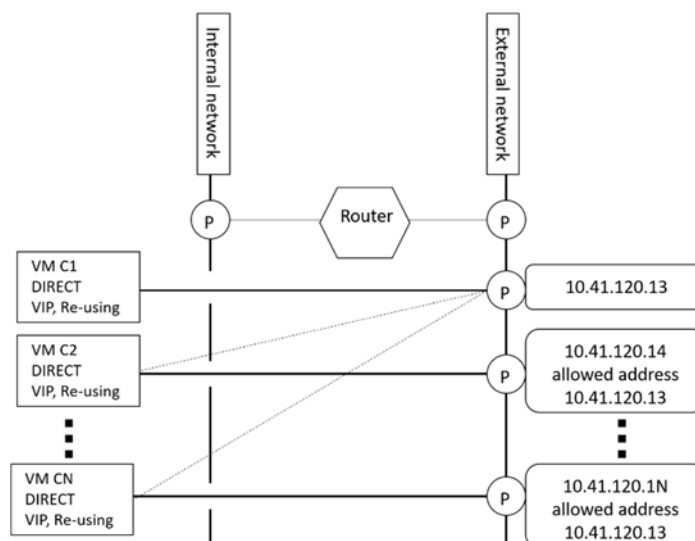 Internal network
External network
P
Router
P
VM C1
DIRECT
VIP, Re-using
P
10.41.120.13
VM C2
DIRECT
VIP, Re-using
P
10.41.120.14
allowed address
10.41.120.13
VM CN
DIRECT
VIP, Re-using
P
10.41.120.1N
allowed address
10.41.120.13